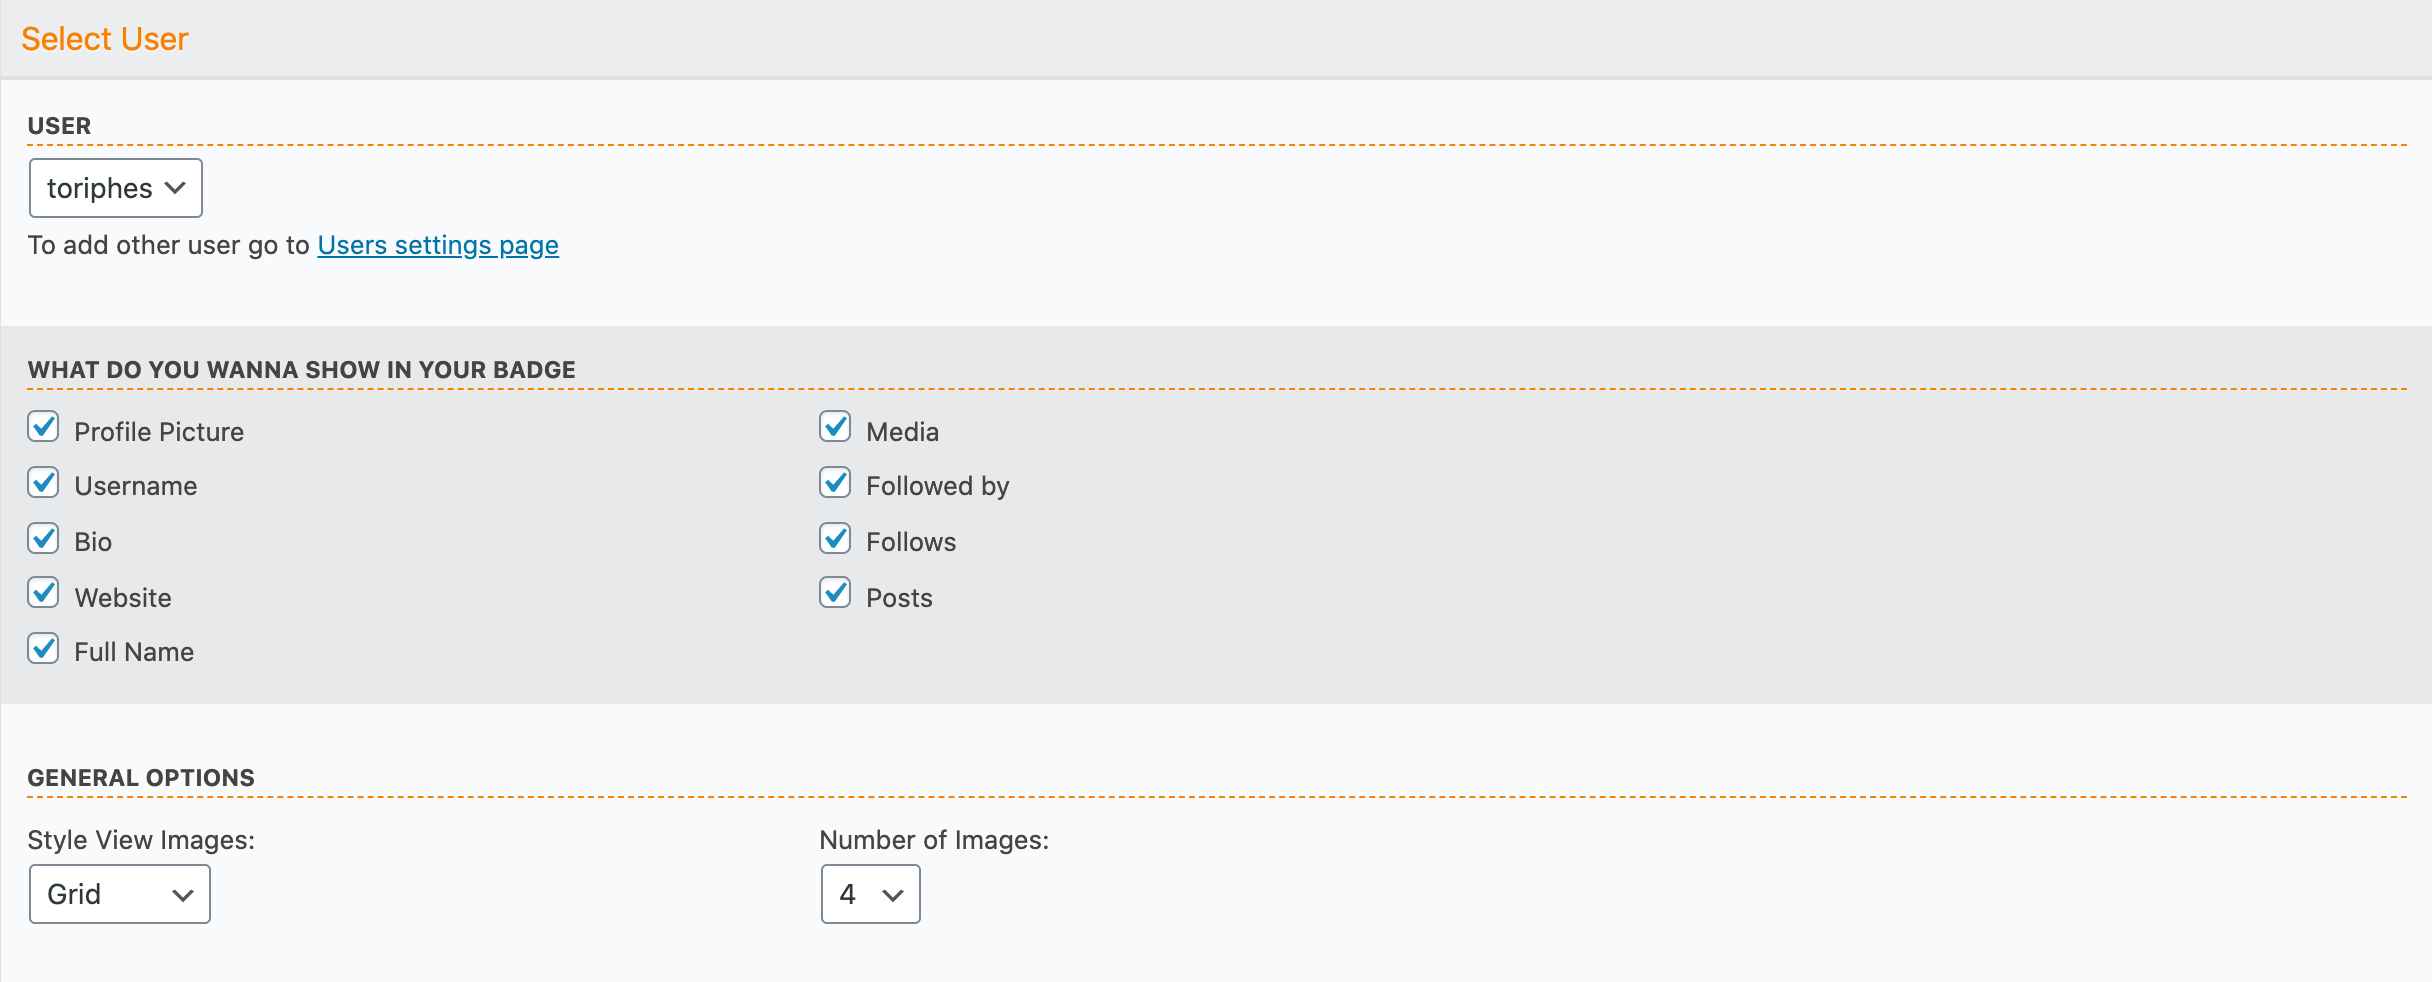 Select User
USER
toriphes
To add other user go to Users settings page
WHAT DO YOU WANNA SHOW IN YOUR BADGE
Profile Picture
Username
Bio
Website
Full Name
Media
Followed by
Follows
Posts
GENERAL OPTIONS
Style View Images:
Grid
Number of Images:
4